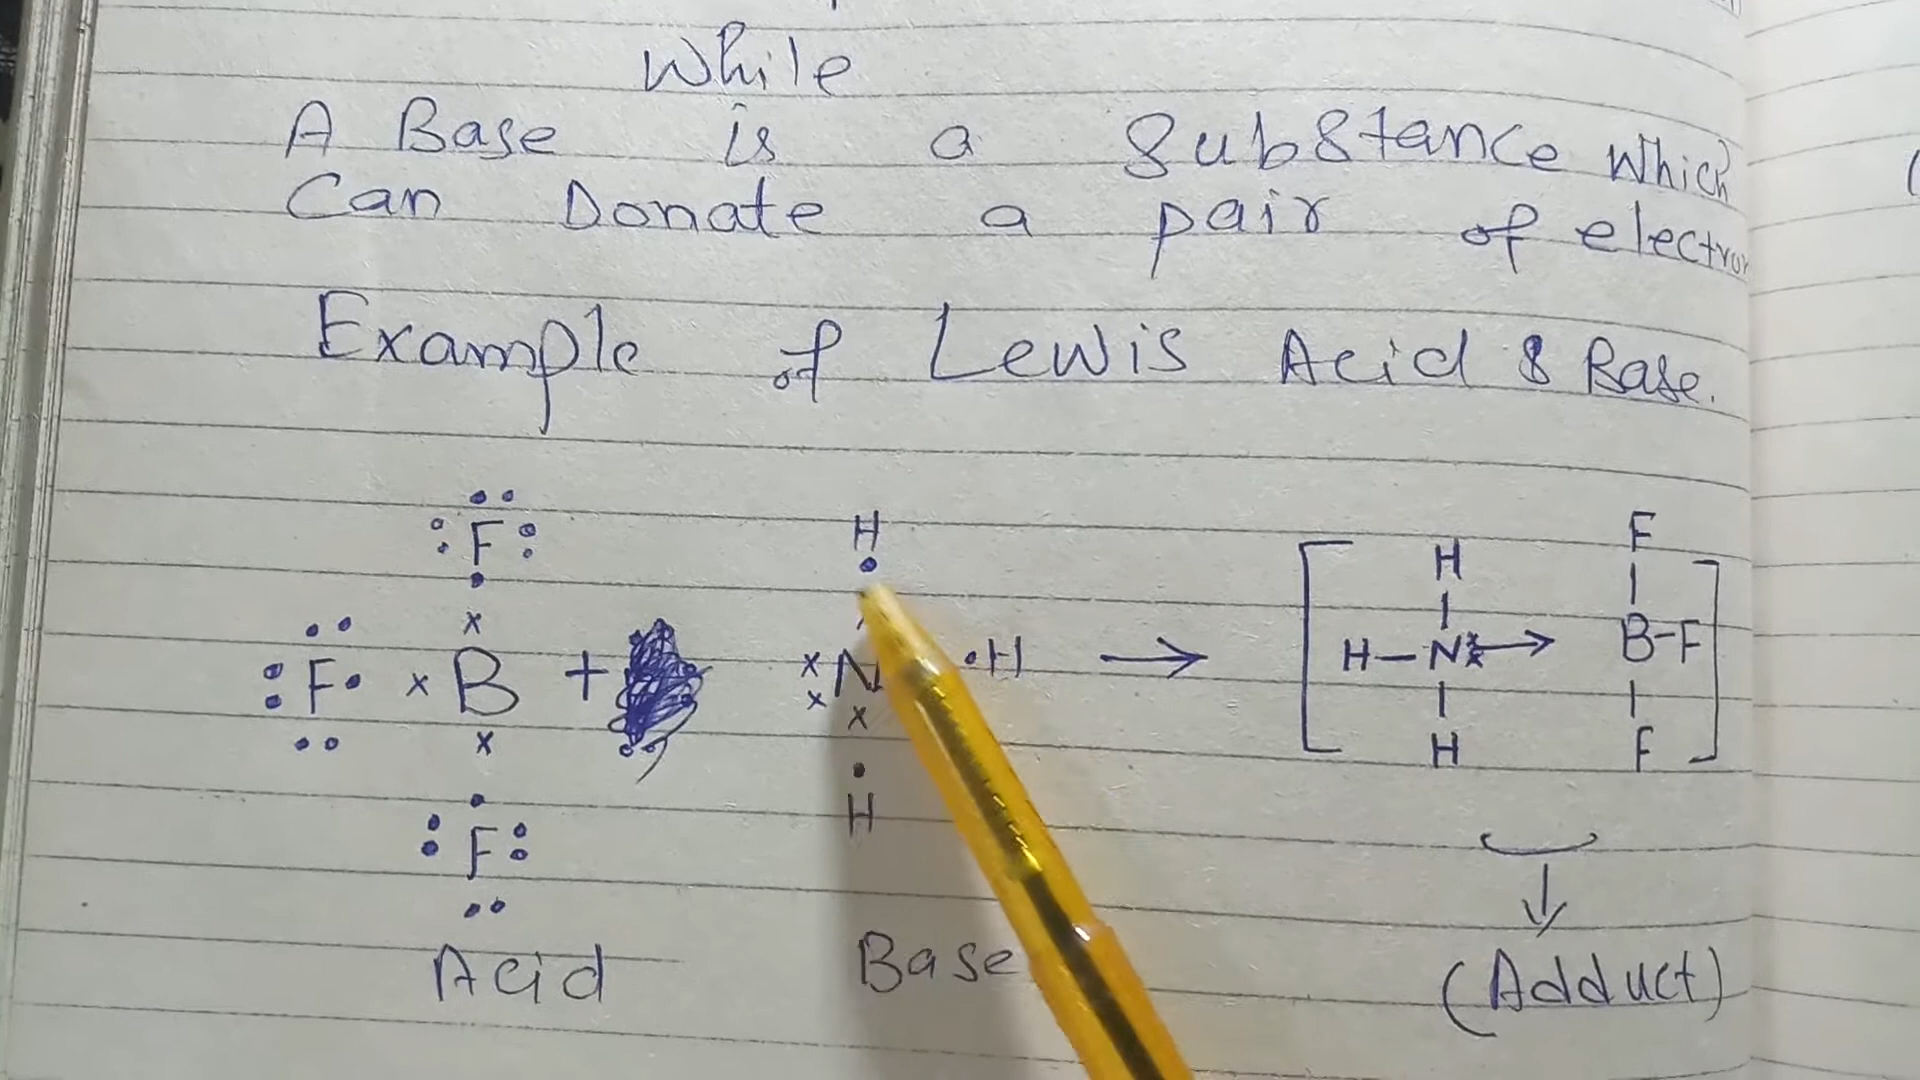 While
A Base is a Substance which
Can Donate a pair of electron
Example of Lewis Acid & Base.
F H H F
F B + N H → H-N → B-F
F H H F
Acid Base (Adduct)